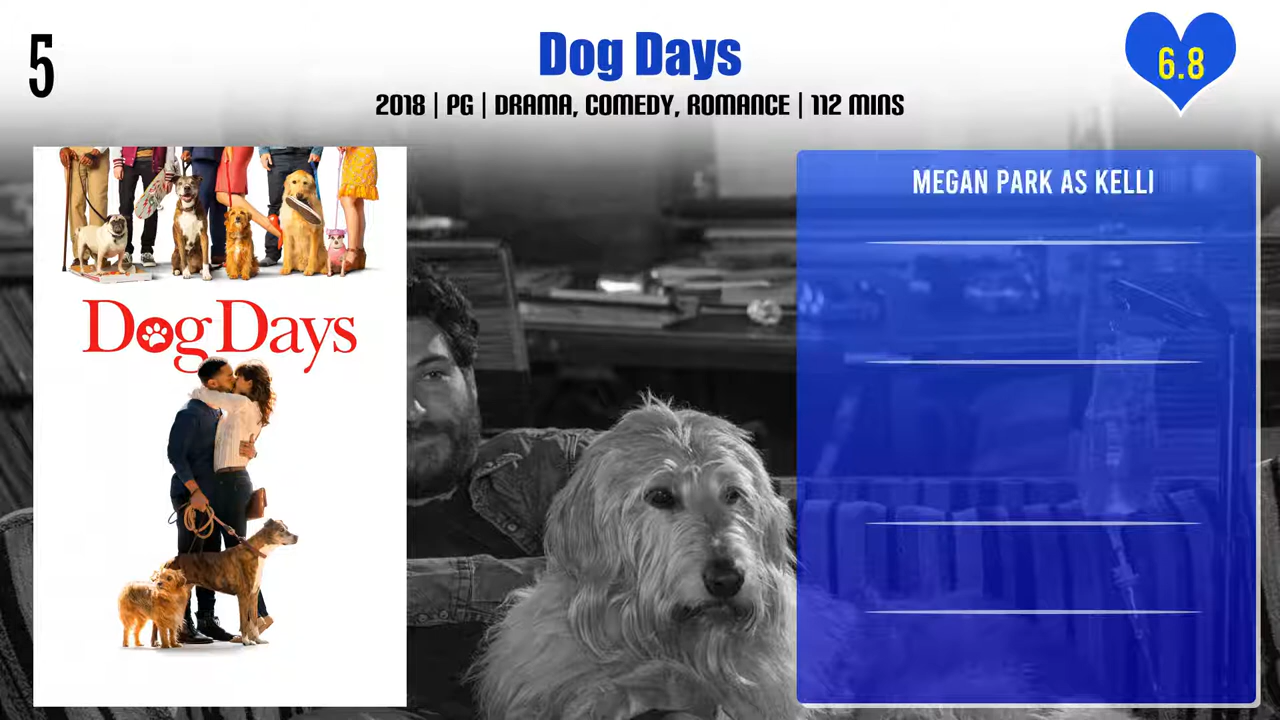 5
Dog Days
2018 | PG | DRAMA, COMEDY, ROMANCE | 112 MINS
6.8
Dog Days
MEGAN PARK AS KELLI